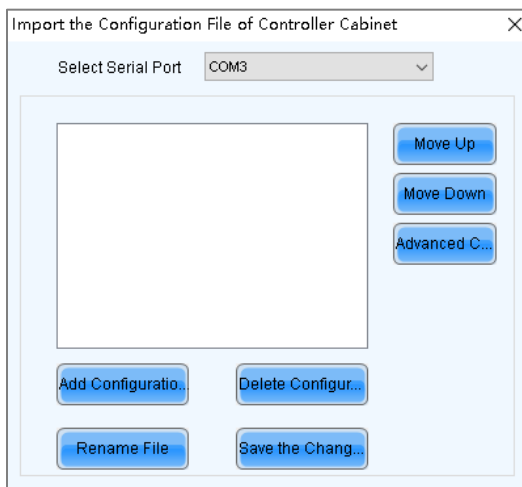 Import the Configuration File of Controller Cabinet
Select Serial Port COM3
Move Up
Move Down
Advanced C...
Add Configuratio...
Delete Configur...
Rename File
Save the Chang...